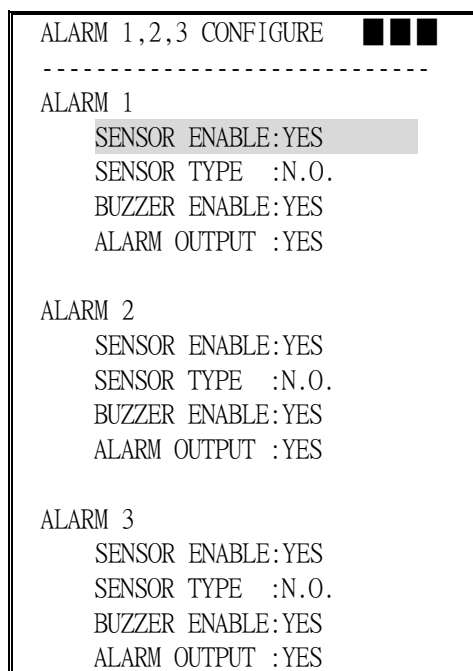 ALARM 1,2,3 CONFIGURE ■■■
-----------------------------
ALARM 1
SENSOR ENABLE:YES
SENSOR TYPE :N.O.
BUZZER ENABLE:YES
ALARM OUTPUT :YES
ALARM 2
SENSOR ENABLE:YES
SENSOR TYPE :N.O.
BUZZER ENABLE:YES
ALARM OUTPUT :YES
ALARM 3
SENSOR ENABLE:YES
SENSOR TYPE :N.O.
BUZZER ENABLE:YES
ALARM OUTPUT :YES